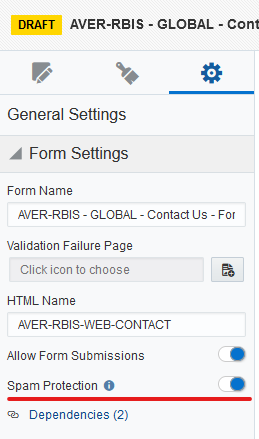 DRAFT AVER-RBIS - GLOBAL - Cont
General Settings
Form Settings
Form Name
AVER-RBIS - GLOBAL - Contact Us - For
Validation Failure Page
Click icon to choose
HTML Name
AVER-RBIS-WEB-CONTACT
Allow Form Submissions
Spam Protection
Dependencies (2)